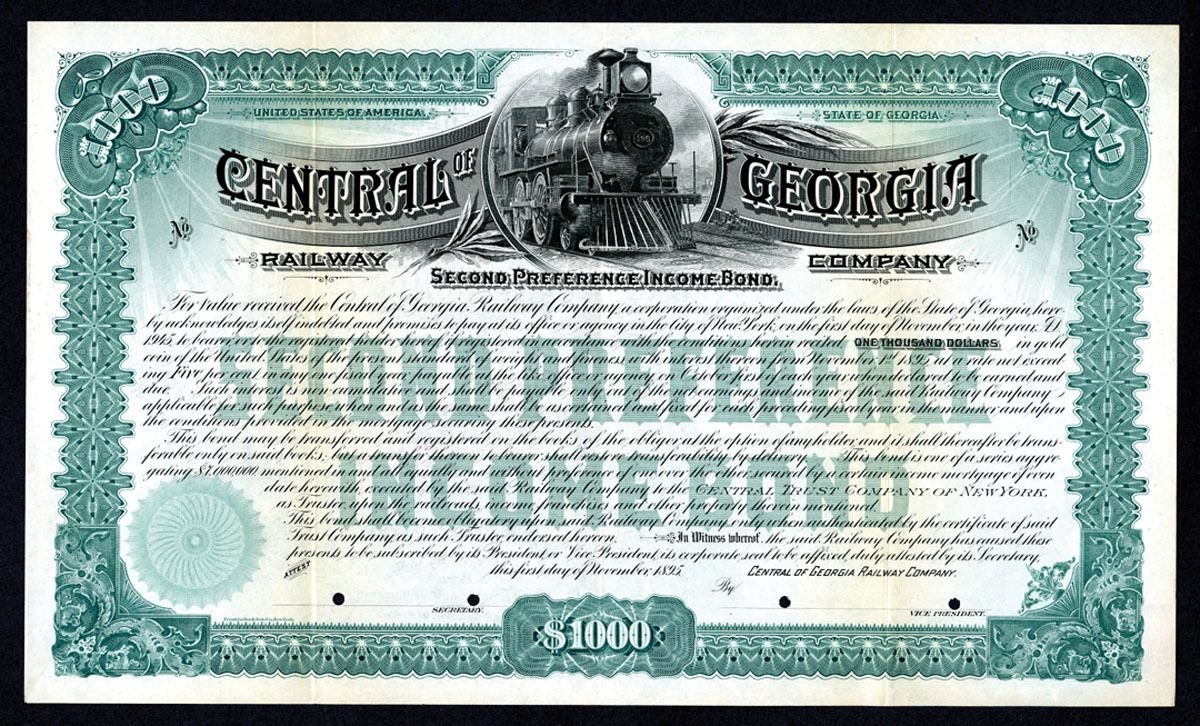 1000
1000
UNITED STATES OF AMERICA.
STATE OF GEORGIA.
CENTRAL OF GEORGIA
No
No
RAILWAY COMPANY
SECOND PREFERENCE INCOME BOND.
For value received the Central of Georgia Railway Company, a corporation organized under the laws of the State of Georgia, here-
by acknowledges itself indebted and promises to pay at its office or agency in the City of New York, on the first day of November, in the year A.D.
1945, to bearer, or, if registered, to the registered holder hereof, in accordance with the conditions herein recited, ONE THOUSAND DOLLARS in gold
coin of the United States of the present standard of weight and fineness, with interest thereon from November 1st 1895, at a rate not exceed
ing Five per cent in any one fiscal year, payable at the said office or agency on October first of each year when declared to be earned and
due. This bond is entitled to such interest only out of the net earnings and income of the Central Railway Company
applicable for such purposes, when and as the same shall be ascertained and fixed for each preceding fiscal year in the manner and upon
the conditions provided in the mortgage securing these presents.
This bond may be transferred and registered on the books of the obligor at the option of any holder, and it shall thereafter be trans-
ferable only on said books, but a transfer thereon to bearer shall restore transferability by delivery. This bond is one of a series aggre-
gating $7,000,000, mentioned in and equally and without preference of one over another secured by an income mortgage of even
date herewith, executed by the said Railway Company to the CENTRAL TRUST COMPANY OF NEW YORK,
as Trustee, upon the railroads, income, franchises and other property therein mentioned.
This bond shall become obligatory upon said Railway Company only when authenticated by the certificate of said
Trust Company, as such Trustee, endorsed hereon. In Witness whereof, the said Railway Company has caused these
presents to be subscribed by its President, or Vice President, its corporate seal to be affixed, duly attested by its Secretary,
this first day of November 1895.
SECOND PREFERENCE
INCOME BOND
ATTEST
CENTRAL OF GEORGIA RAILWAY COMPANY.
By
SECRETARY.
VICE PRESIDENT.
$1000